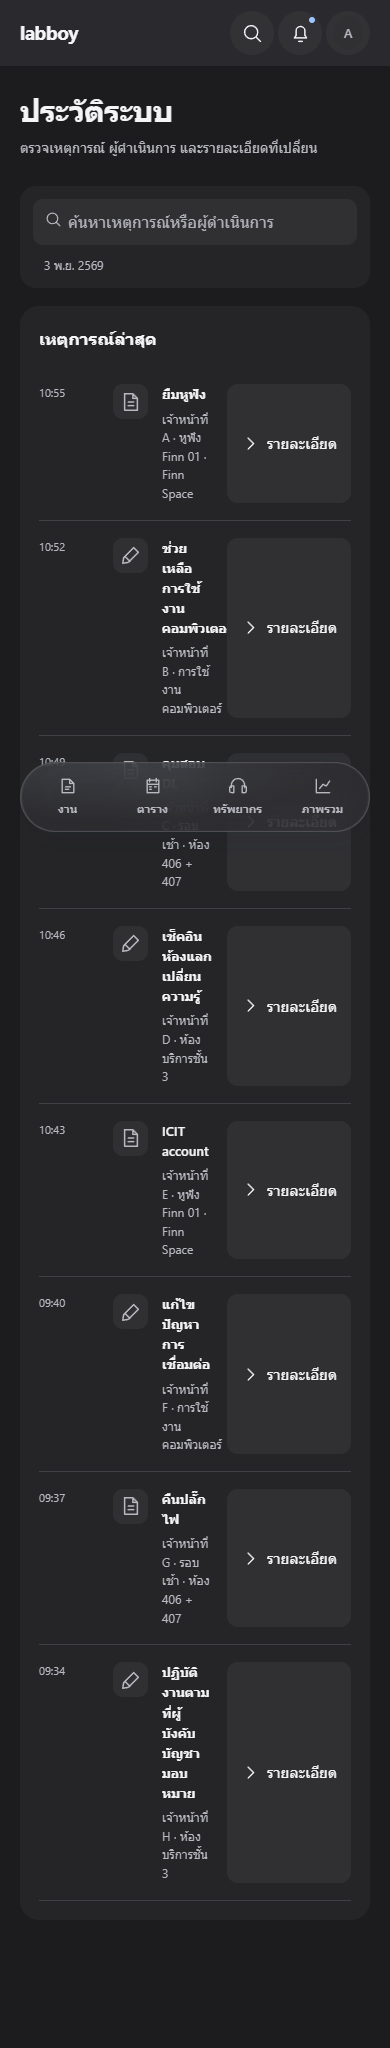 labboy
A
ประวัติระบบ
ตรวจเหตุการณ์ ผู้ดำเนินการ และรายละเอียดที่เปลี่ยน
ค้นหาเหตุการณ์หรือผู้ดำเนินการ
3 พ.ย. 2569
เหตุการณ์ล่าสุด
10:55
ยืมหูฟัง
เจ้าหน้าที่
A · หูฟัง
Finn 01 ·
Finn
Space
รายละเอียด
10:52
ช่วย
เหลือ
การใช้
งาน
คอมพิวเตอ
เจ้าหน้าที่
B · การใช้
งาน
คอมพิวเตอร์
รายละเอียด
10:49
งาน
ตาราง
ทรัพยากร
ภาพรวม
เช้า · ห้อง
406 +
407
รายละเอียด
10:46
เช็คอิน
ห้องแลก
เปลี่ยน
ความรู้
เจ้าหน้าที่
D · ห้อง
บริการชั้น
3
รายละเอียด
10:43
ICIT
account
เจ้าหน้าที่
E · หูฟัง
Finn 01 ·
Finn
Space
รายละเอียด
09:40
แก้ไข
ปัญหา
การ
เชื่อมต่อ
เจ้าหน้าที่
F · การใช้
งาน
คอมพิวเตอร์
รายละเอียด
09:37
คืนปลั๊ก
ไฟ
เจ้าหน้าที่
G · รอบ
เช้า · ห้อง
406 +
407
รายละเอียด
09:34
ปฏิบัติ
งานตาม
ที่ผู้
บังคับ
บัญชา
มอบ
หมาย
เจ้าหน้าที่
H · ห้อง
บริการชั้น
3
รายละเอียด